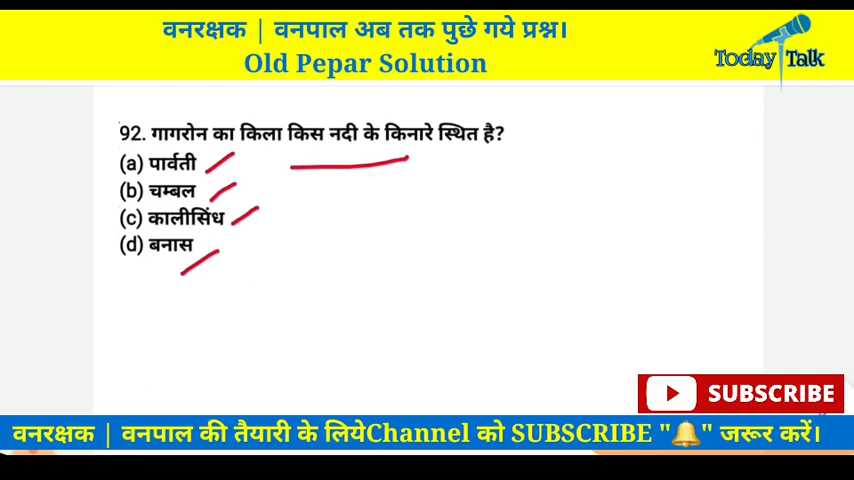 वनरक्षक | वनपाल अब तक पुछे गये प्रश्न।
Old Pepar Solution
Today Talk
92. गागरोन का किला किस नदी के किनारे स्थित है?
(a) पार्वती
(b) चम्बल
(c) कालीसिंध
(d) बनास
SUBSCRIBE
वनरक्षक | वनपाल की तैयारी के लियेChannel को SUBSCRIBE "🔔" जरूर करें।